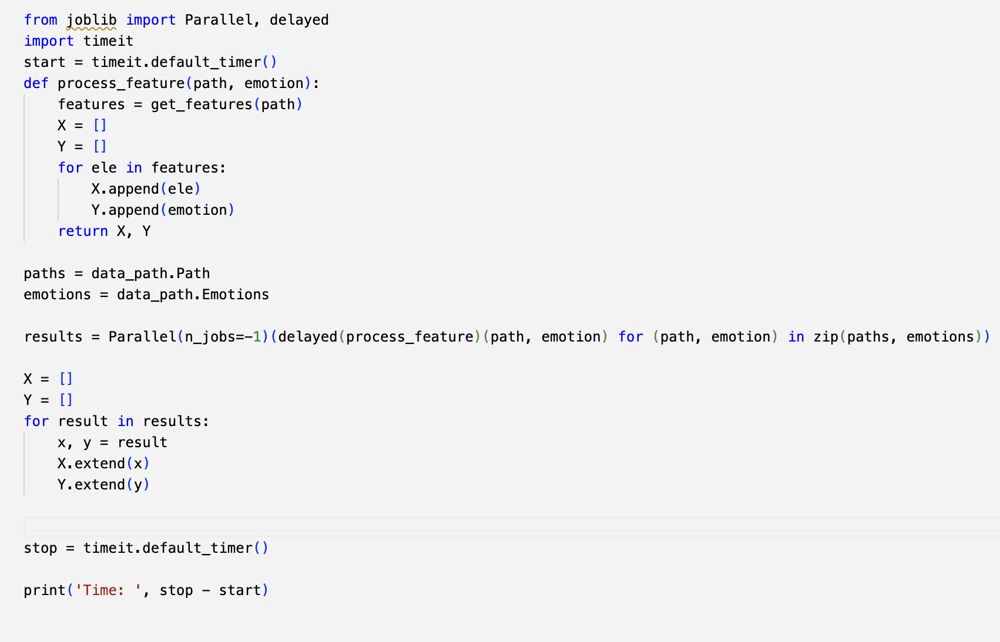 from joblib import Parallel, delayed
import timeit
start = timeit.default_timer()
def process_feature(path, emotion):
    features = get_features(path)
    X = []
    Y = []
    for ele in features:
        X.append(ele)
        Y.append(emotion)
    return X, Y
paths = data_path.Path
emotions = data_path.Emotions
results = Parallel(n_jobs=-1)(delayed(process_feature)(path, emotion) for (path, emotion) in zip(paths, emotions))
X = []
Y = []
for result in results:
    x, y = result
    X.extend(x)
    Y.extend(y)
stop = timeit.default_timer()
print('Time: ', stop - start)